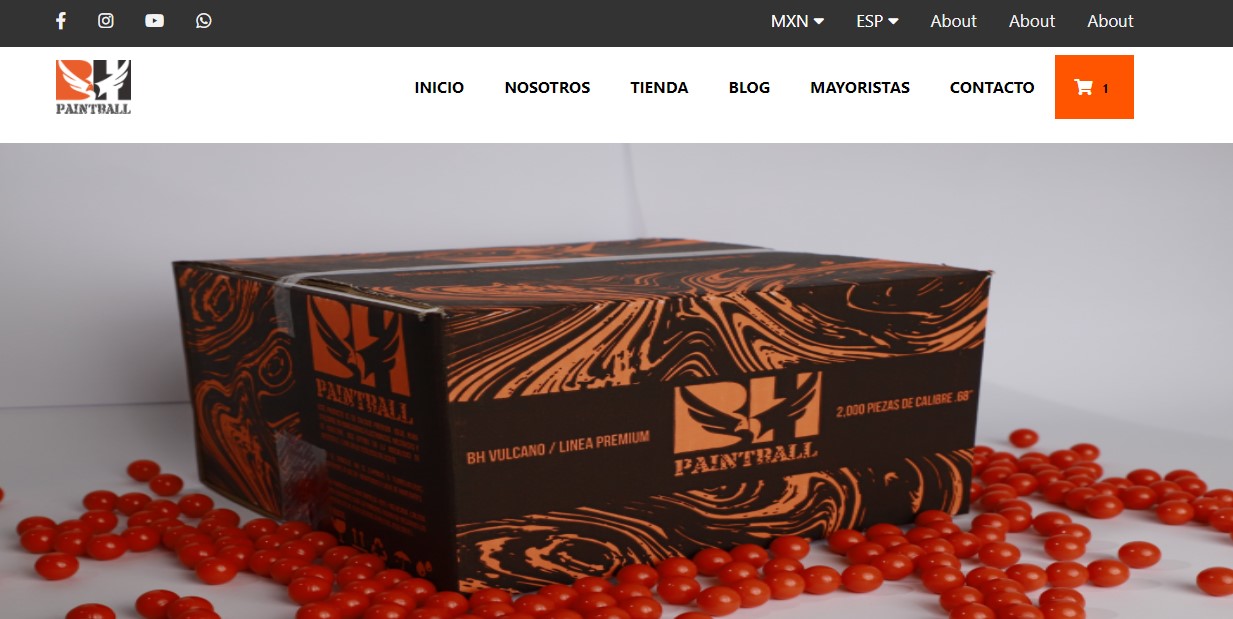 MXN ESP About About About
BH
PAINTBALL
INICIO NOSOTROS TIENDA BLOG MAYORISTAS CONTACTO 1
BH
PAINTBALL
BH VULCANO / LINEA PREMIUM
BH
PAINTBALL
2,000 PIEZAS DE CALIBRE .68"